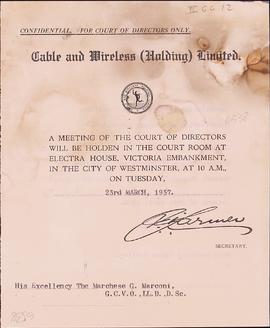 CONFIDENTIAL. FOR COURT OF DIRECTORS ONLY.
Cable and Wireless (Holding) Limited.
A MEETING OF THE COURT OF DIRECTORS
WILL BE HOLDEN IN THE COURT ROOM AT
ELECTRA HOUSE, VICTORIA EMBANKMENT,
IN THE CITY OF WESTMINSTER, AT 10 A.M.,
ON TUESDAY,
23rd MARCH, 1937.
SECRETARY.
His Excellency The Marchese G. Marconi,
G.C.V.O.,LL.D.,D.Sc.